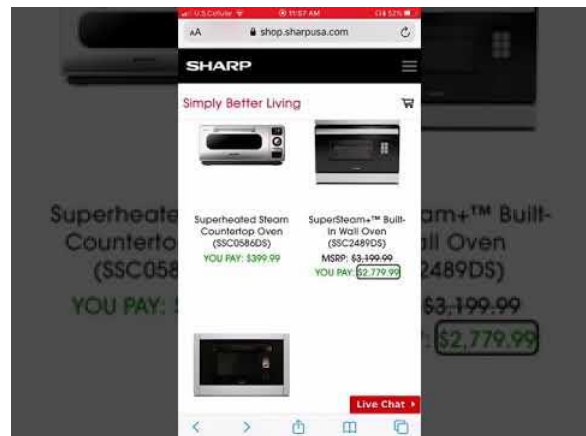 U.S.Cellular
11:07 AM
52%
AA
shop.sharpusa.com
SHARP
Simply Better Living
Superheated Steam
Countertop Oven
(SSC0586DS)
YOU PAY: $399.99
SuperSteam+™ Built-
In Wall Oven
(SSC2489DS)
MSRP: $3,199.99
YOU PAY: $2,779.99
Live Chat
Superheate
Counterto
(SSC058
YOU PAY: $
am+™ Built-
all Oven
2489DS)
$3,199.99
: $2,779.99